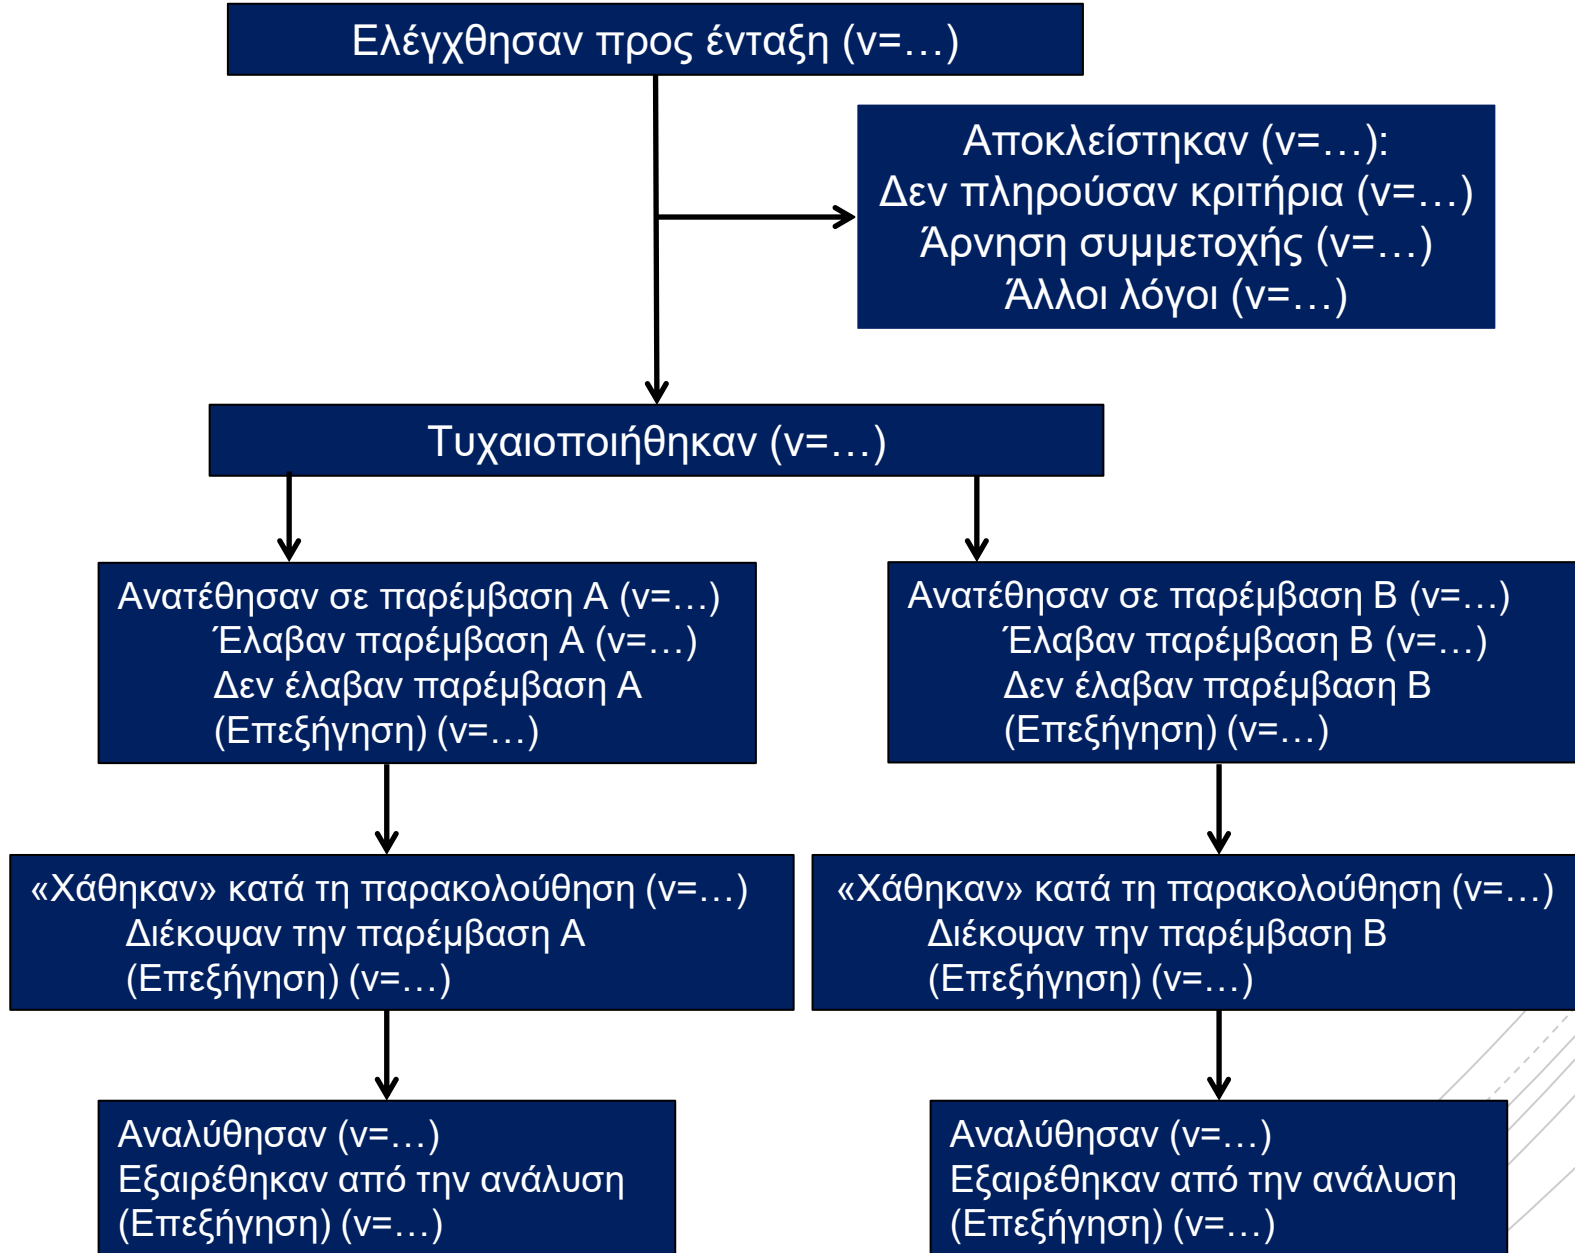 Ελέγχθησαν προς ένταξη (ν=…)
Αποκλείστηκαν (ν=…):
Δεν πληρούσαν κριτήρια (ν=…)
Άρνηση συμμετοχής (ν=…)
Άλλοι λόγοι (ν=…)
Τυχαιοποιήθηκαν (ν=…)
Ανατέθησαν σε παρέμβαση Α (ν=…)
Έλαβαν παρέμβαση Α (ν=…)
Δεν έλαβαν παρέμβαση Α
(Επεξήγηση) (ν=…)
Ανατέθησαν σε παρέμβαση Β (ν=…)
Έλαβαν παρέμβαση Β (ν=…)
Δεν έλαβαν παρέμβαση Β
(Επεξήγηση) (ν=…)
«Χάθηκαν» κατά τη παρακολούθηση (ν=…)
Διέκοψαν την παρέμβαση Α
(Επεξήγηση) (ν=…)
«Χάθηκαν» κατά τη παρακολούθηση (ν=…)
Διέκοψαν την παρέμβαση Β
(Επεξήγηση) (ν=…)
Αναλύθησαν (ν=…)
Εξαιρέθηκαν από την ανάλυση
(Επεξήγηση) (ν=…)
Αναλύθησαν (ν=…)
Εξαιρέθηκαν από την ανάλυση
(Επεξήγηση) (ν=…)